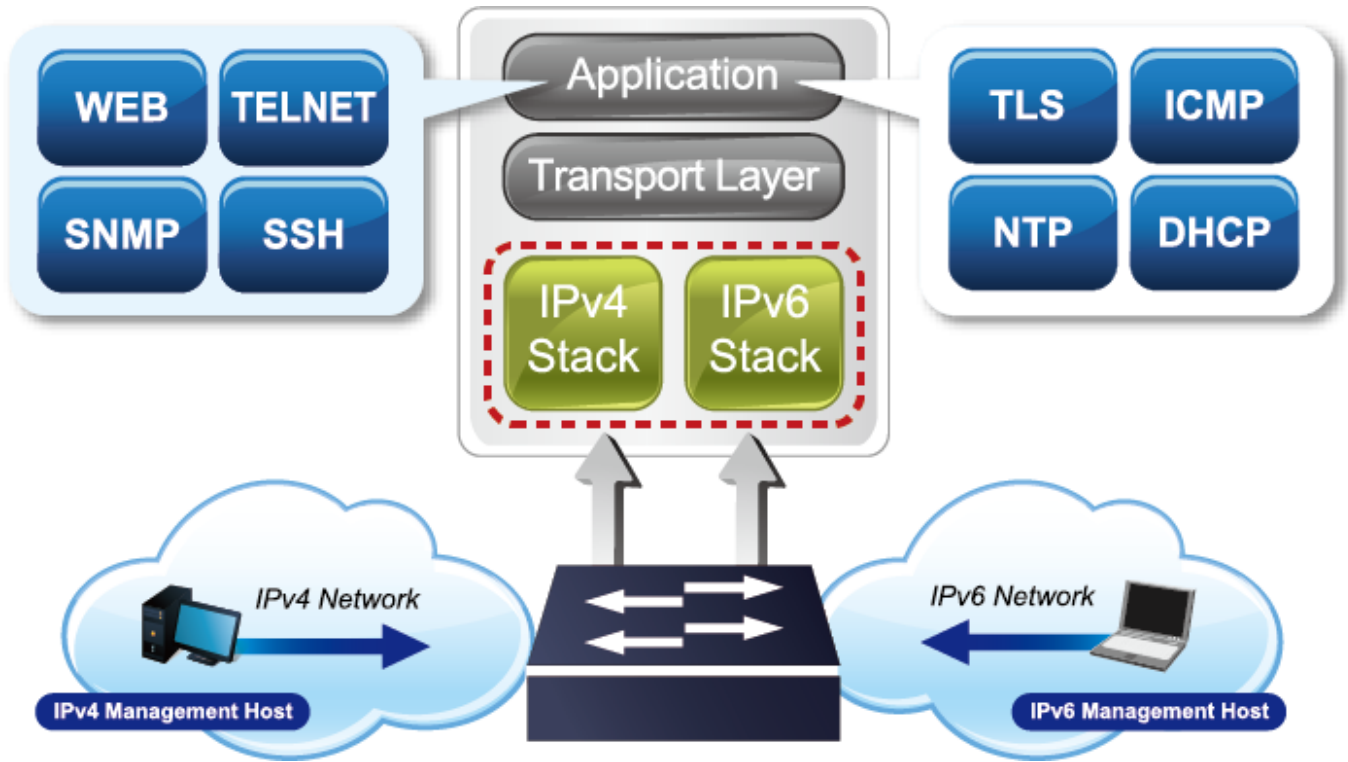 WEB
TELNET
SNMP
SSH
Application
Transport Layer
IPv4
Stack
IPv6
Stack
TLS
ICMP
NTP
DHCP
IPv4 Network
IPv4 Management Host
IPv6 Network
IPv6 Management Host